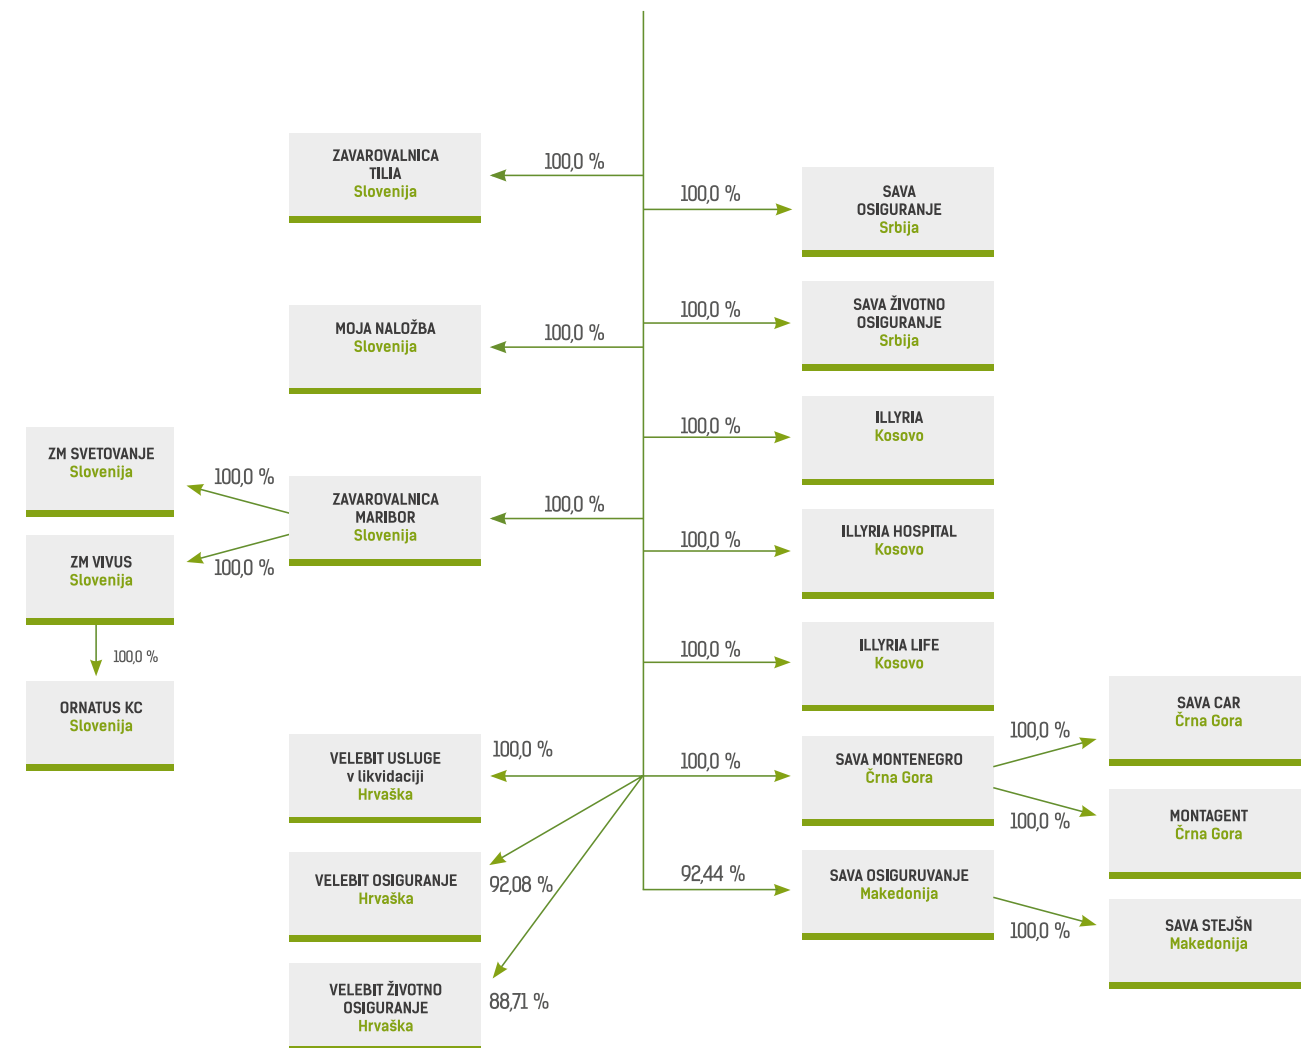 ZAVAROVALNICA
TILIA
Slovenija
100,0 %
100,0 %
SAVA
OSIGURANJE
Srbija
MOJA NALOŽBA
Slovenija
100,0 %
100,0 %
SAVA ŽIVOTNO
OSIGURANJE
Srbija
100,0 %
ILLYRIA
Kosovo
ZM SVETOVANJE
Slovenija
100,0 %
ZAVAROVALNICA
MARIBOR
Slovenija
100,0 %
ZM VIVUS
Slovenija
100,0 %
100,0 %
ILLYRIA HOSPITAL
Kosovo
100,0 %
ORNATUS KC
Slovenija
100,0 %
ILLYRIA LIFE
Kosovo
VELEBIT USLUGE
v likvidaciji
Hrvaška
100,0 %
100,0 %
SAVA MONTENEGRO
Črna Gora
100,0 %
SAVA CAR
Črna Gora
100,0 %
MONTAGENT
Črna Gora
VELEBIT OSIGURANJE
Hrvaška
92,08 %
92,44 %
SAVA OSIGURUVANJE
Makedonija
100,0 %
SAVA STEJŠN
Makedonija
VELEBIT ŽIVOTNO
OSIGURANJE
Hrvaška
88,71 %